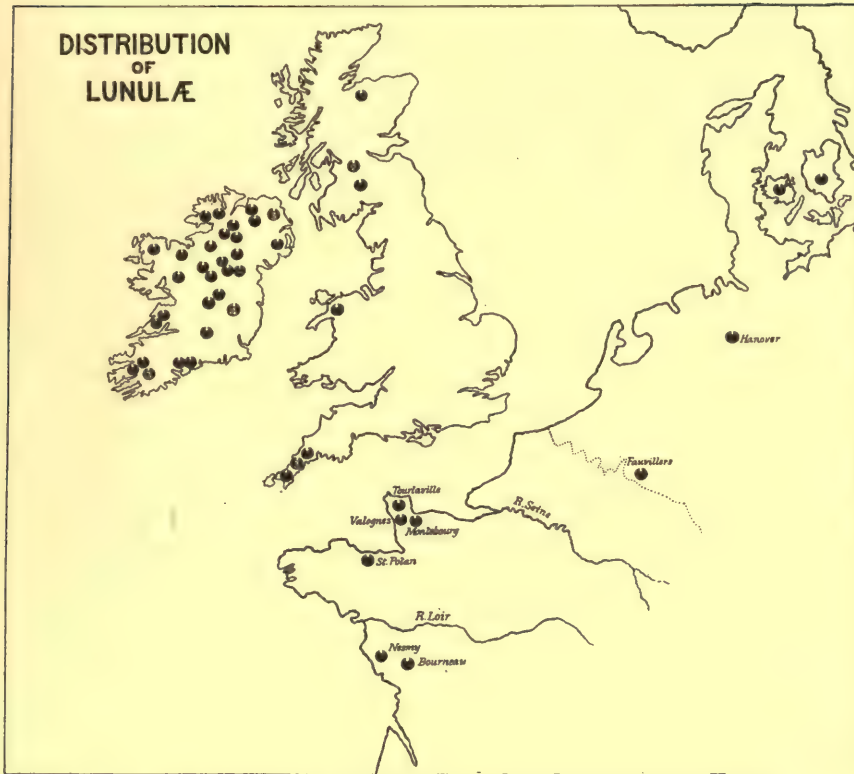 DISTRIBUTION
OF
LUNULÆ
Hanover
Fauvillers
Tourlaville
Valognes
Montebourg
R. Seine
St. Polan
R. Loir
Nesmy
Bourneau